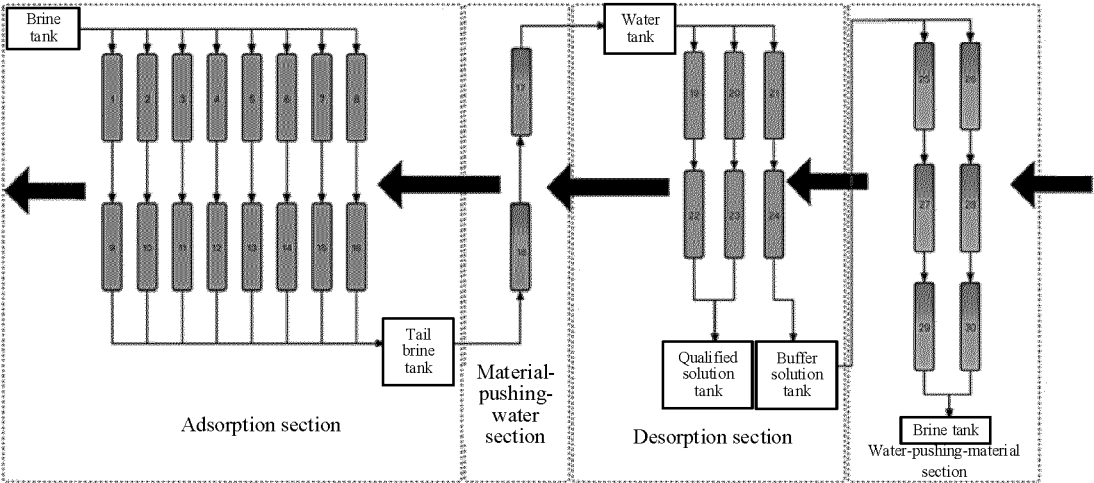 Brine
tank
Water
tank
1 2 3 4 5 6 7 8
17
19 20 21
25 26
9 10 11 12 13 14 15 16
18
22 23 24
27 28
29 30
Tail
brine
tank
Qualified
solution
tank
Buffer
solution
tank
Brine tank
Adsorption section
Material-
pushing-
water
section
Desorption section
Water-pushing-material
section